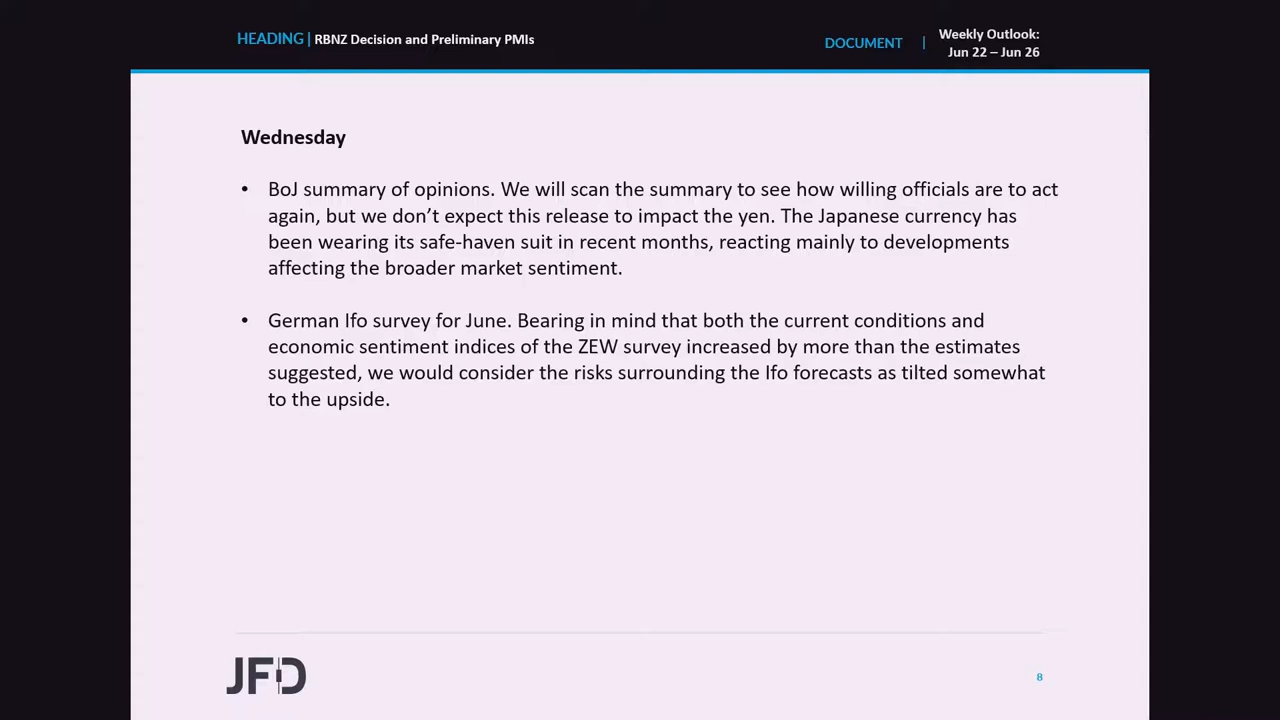 HEADING | RBNZ Decision and Preliminary PMIs
DOCUMENT | Weekly Outlook:
Jun 22 – Jun 26
Wednesday
• BoJ summary of opinions. We will scan the summary to see how willing officials are to act
again, but we don’t expect this release to impact the yen. The Japanese currency has
been wearing its safe-haven suit in recent months, reacting mainly to developments
affecting the broader market sentiment.
• German Ifo survey for June. Bearing in mind that both the current conditions and
economic sentiment indices of the ZEW survey increased by more than the estimates
suggested, we would consider the risks surrounding the Ifo forecasts as tilted somewhat
to the upside.
JFD
8